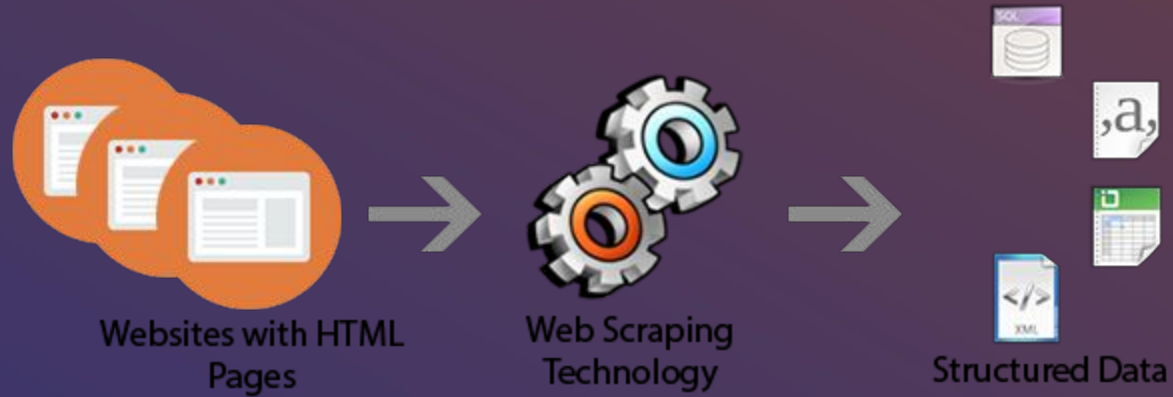 SQL
,a,
</>
XML
Websites with HTML
Pages
Web Scraping
Technology
Structured Data